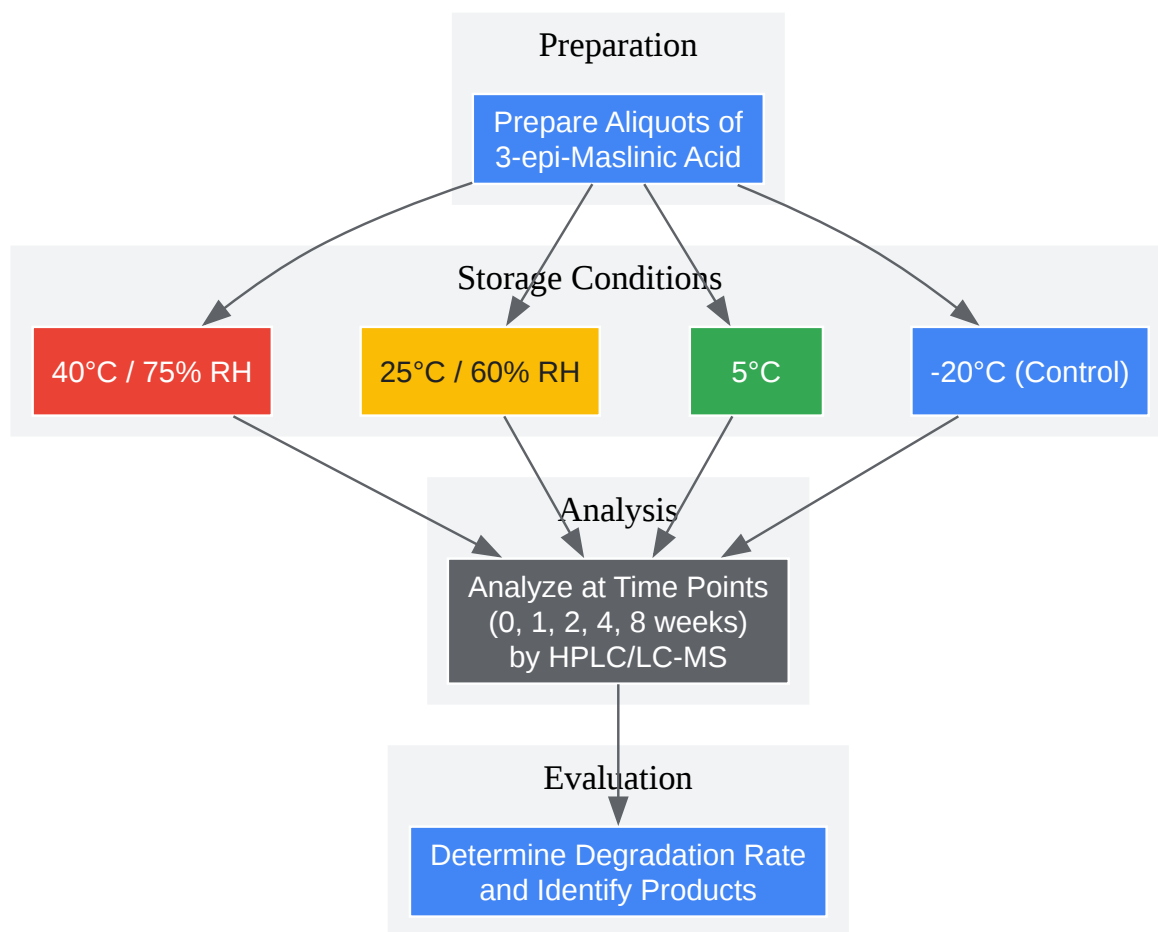 Preparation
Prepare Aliquots of
3-epi-Maslinic Acid
Storage Conditions
40°C / 75% RH
25°C / 60% RH
5°C
-20°C (Control)
Analysis
Analyze at Time Points
(0, 1, 2, 4, 8 weeks)
by HPLC/LC-MS
Evaluation
Determine Degradation Rate
and Identify Products